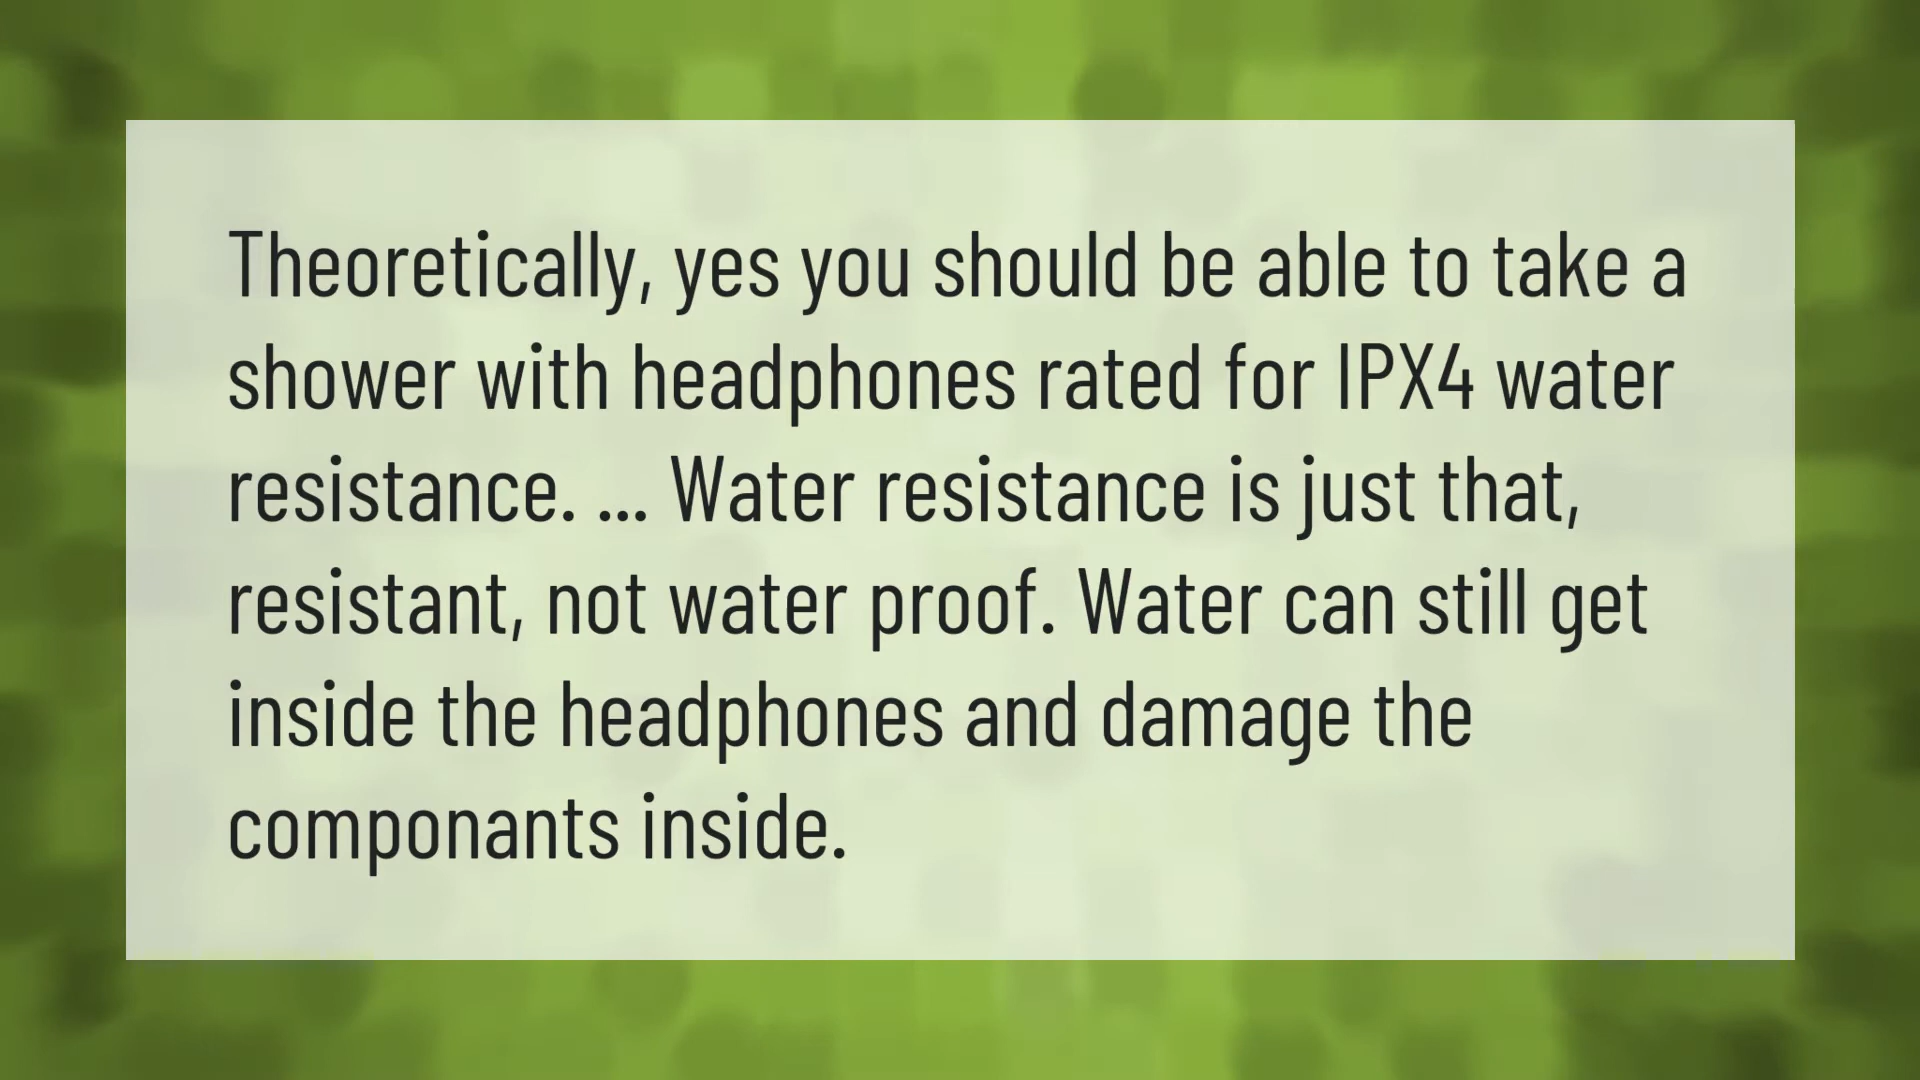 Theoretically, yes you should be able to take a
shower with headphones rated for IPX4 water
resistance. ... Water resistance is just that,
resistant, not water proof. Water can still get
inside the headphones and damage the
componants inside.